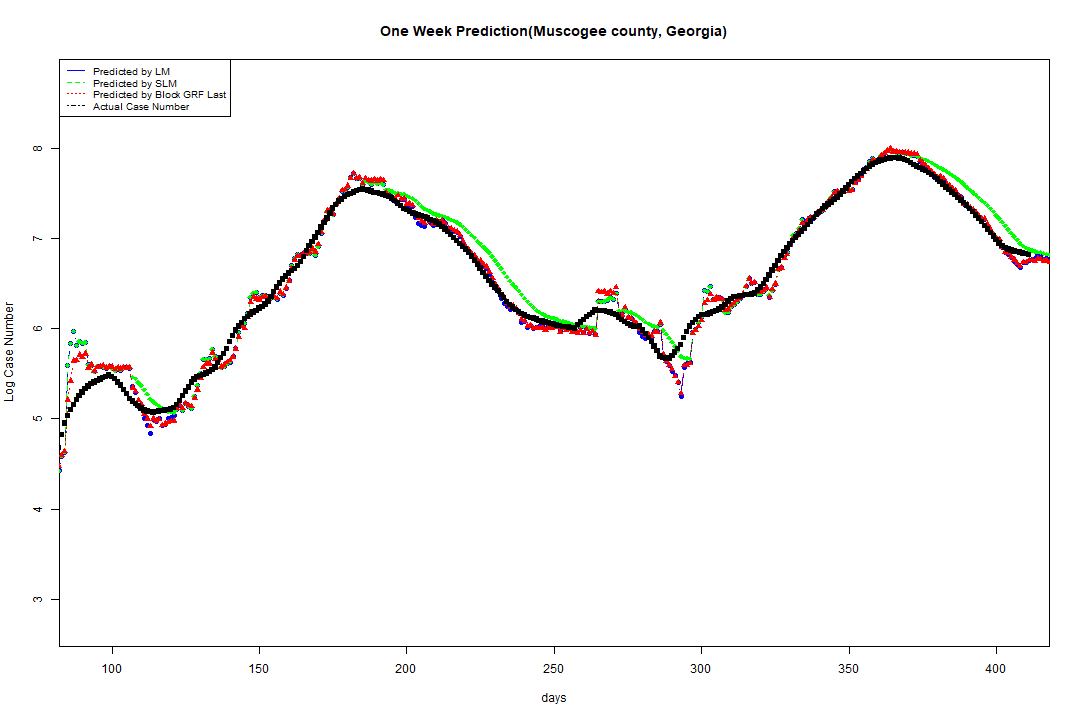 One Week Prediction(Muscogee county, Georgia)
Predicted by LM
Predicted by SLM
Predicted by Block GRF Last
Actual Case Number
8
7
6
5
4
3
Log Case Number
100 150 200 250 300 350 400
days